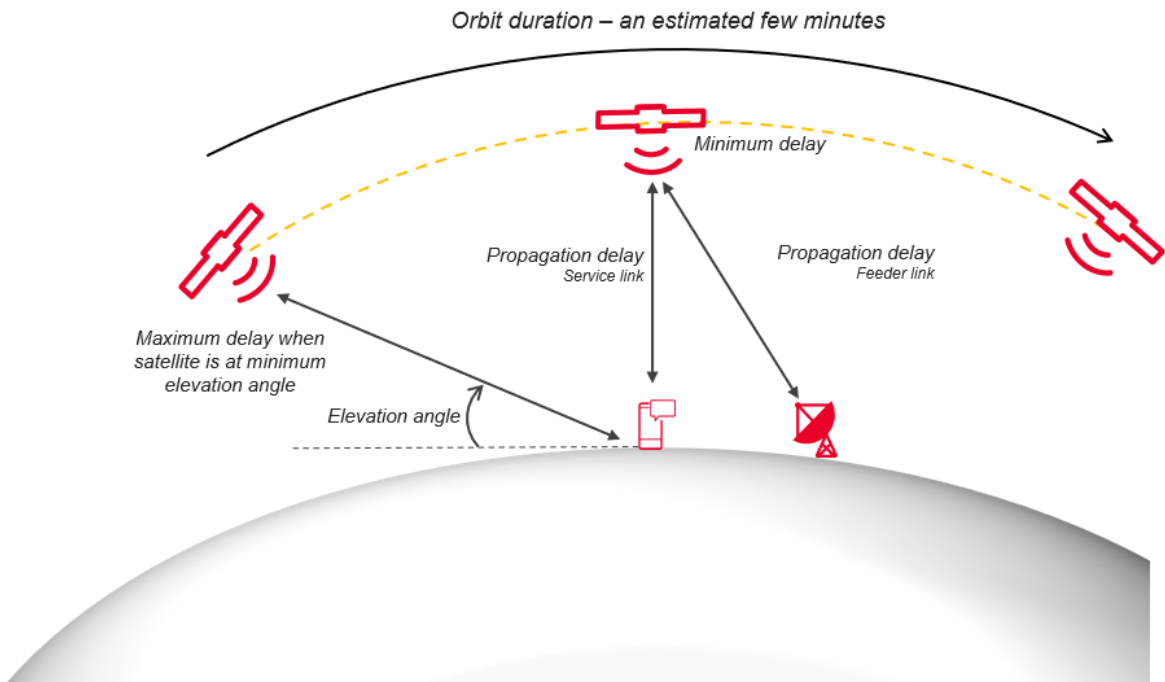 Orbit duration – an estimated few minutes
Minimum delay
Propagation delay
Service link
Propagation delay
Feeder link
Maximum delay when
satellite is at minimum
elevation angle
Elevation angle